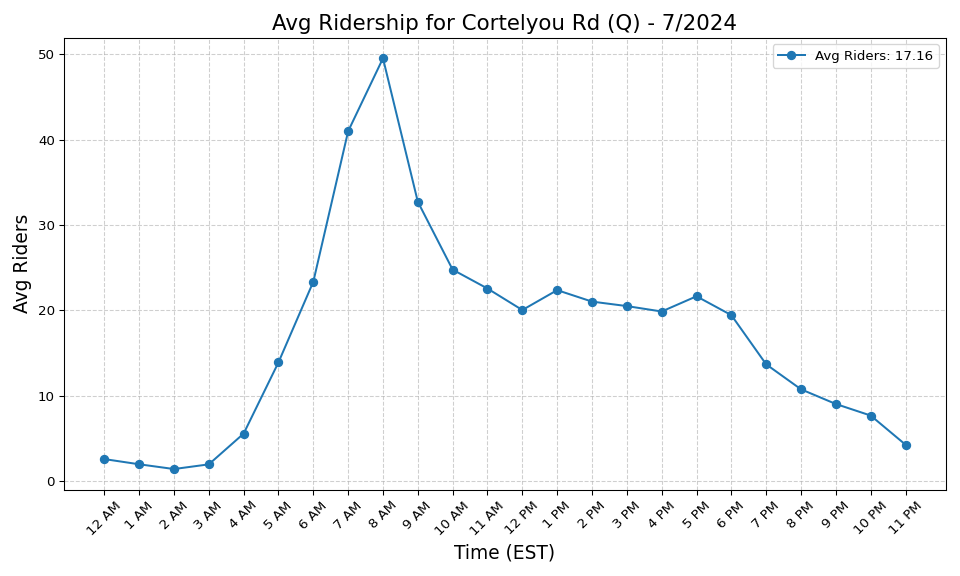 Avg Ridership for Cortelyou Rd (Q) - 7/2024
Avg Riders: 17.16
Avg Riders
50
40
30
20
10
0
12 AM
1 AM
2 AM
3 AM
4 AM
5 AM
6 AM
7 AM
8 AM
9 AM
10 AM
11 AM
12 PM
1 PM
2 PM
3 PM
4 PM
5 PM
6 PM
7 PM
8 PM
9 PM
10 PM
11 PM
Time (EST)